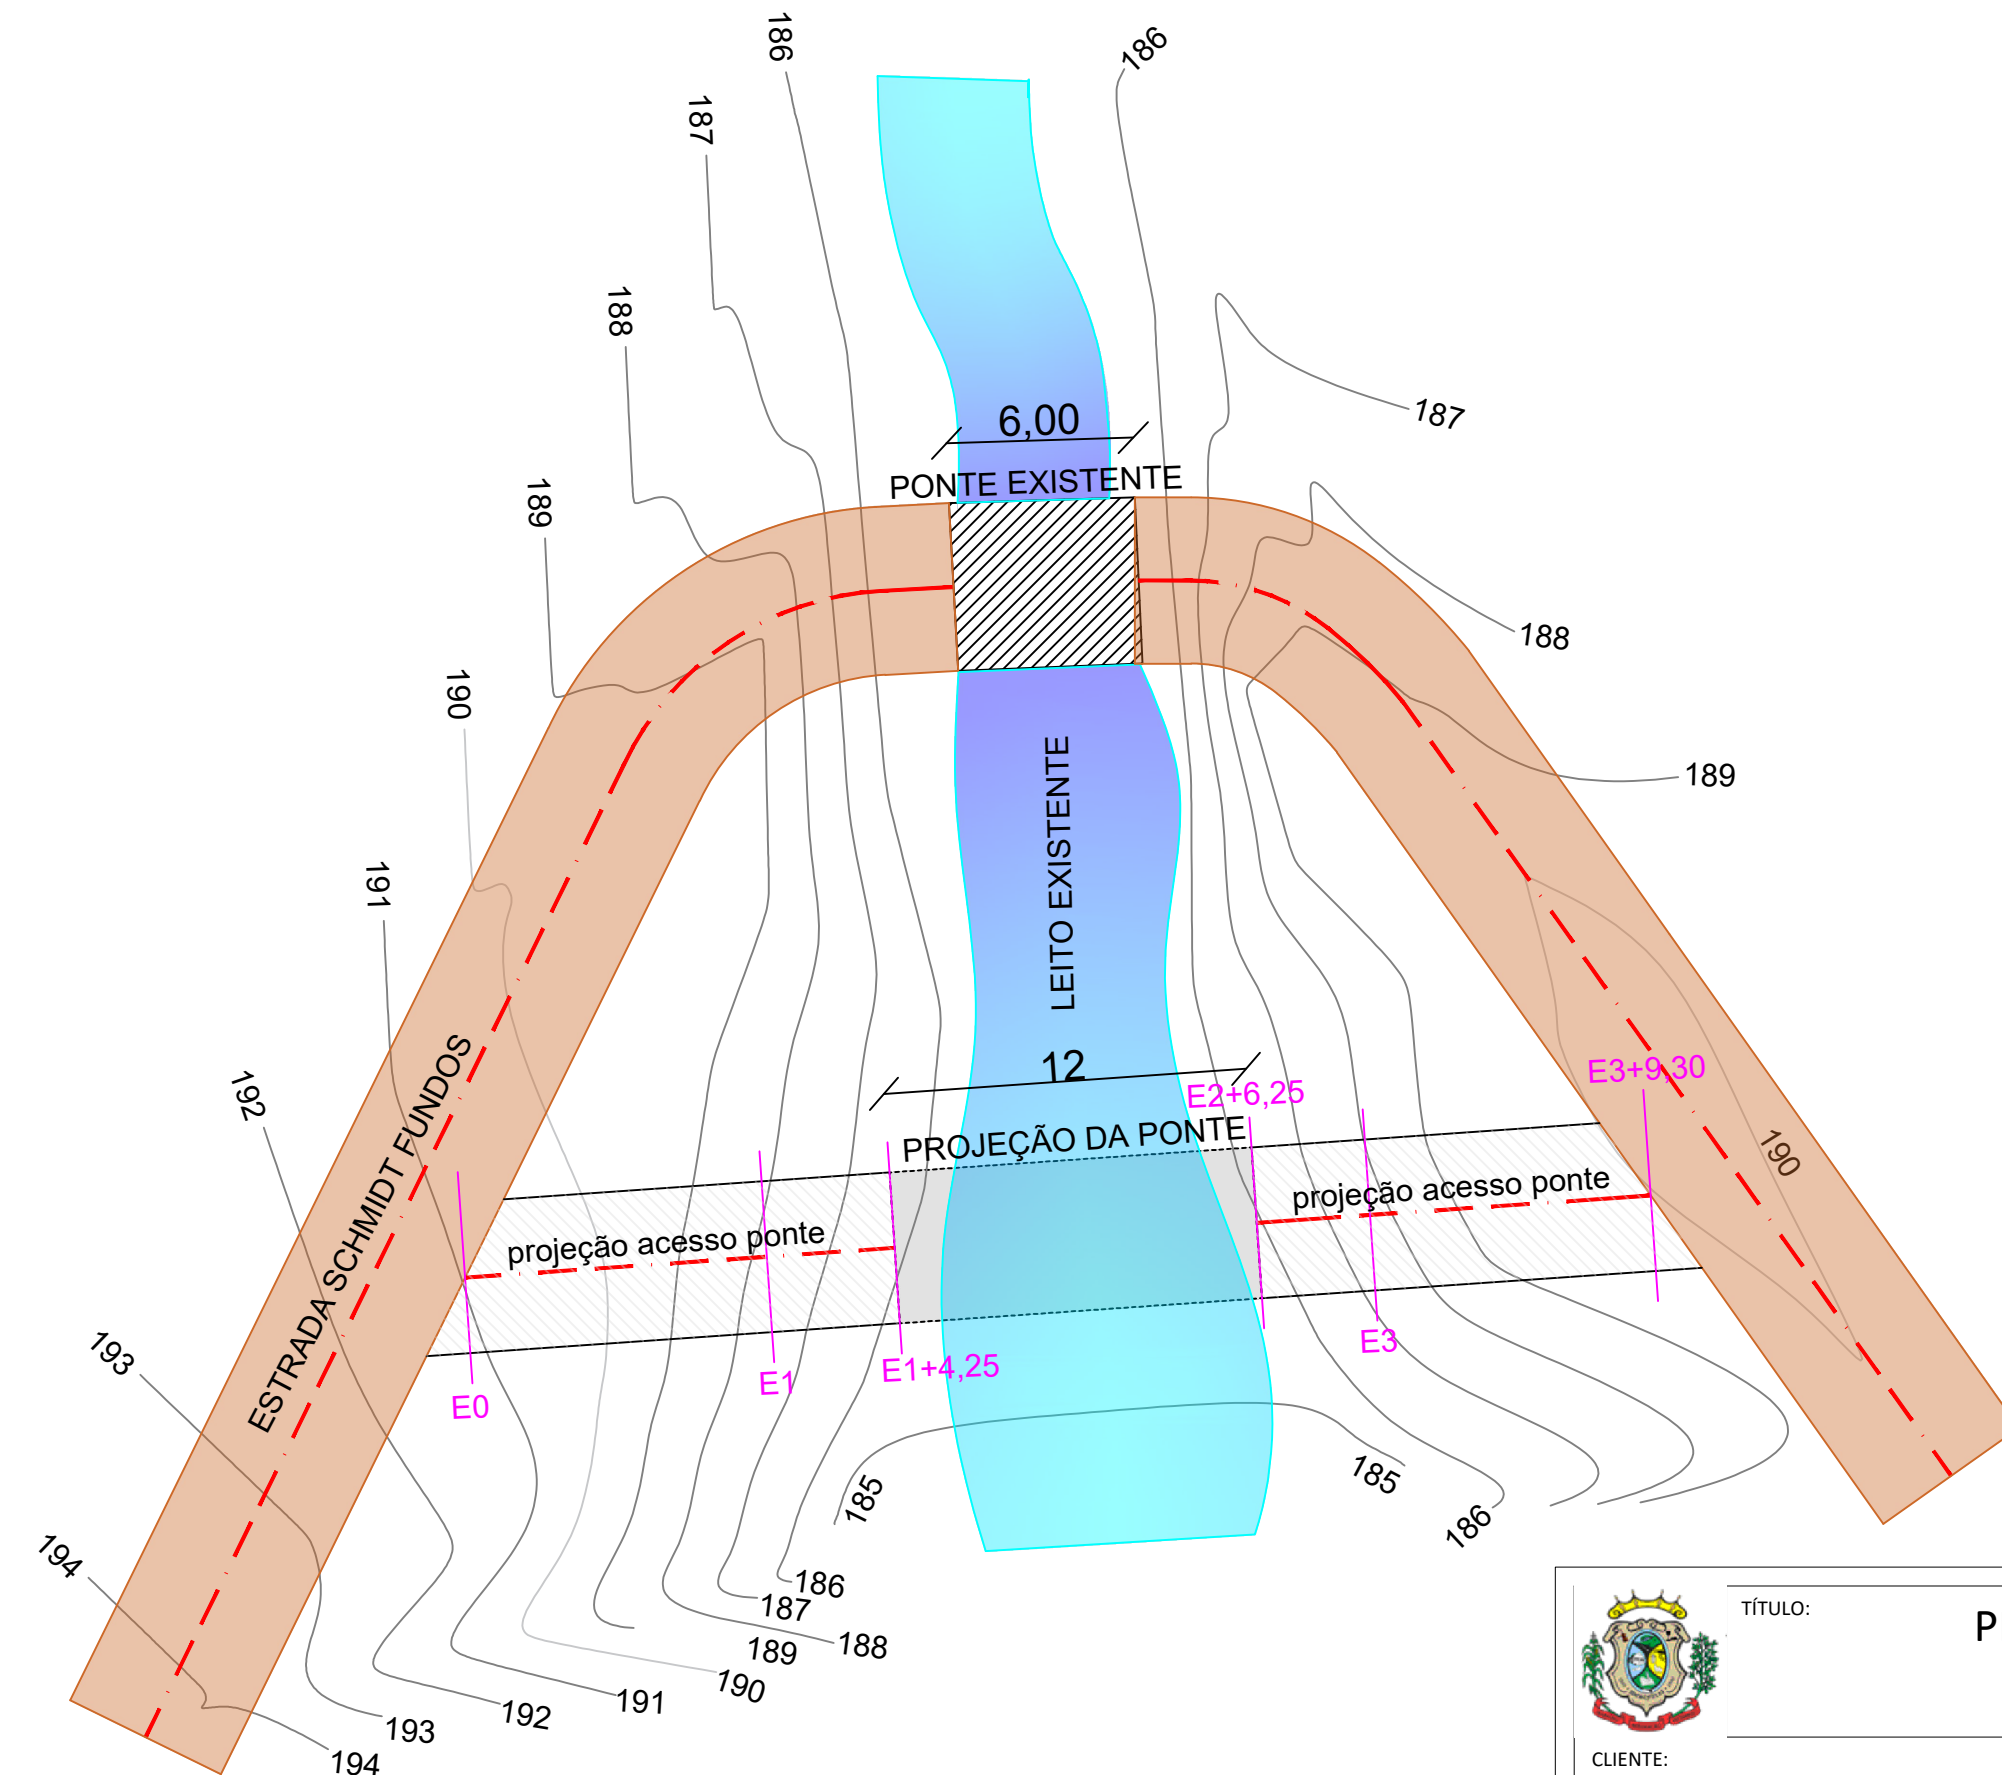 186
186
187
188
187
6,00
PONTE EXISTENTE
189
188
190
189
191
LEITO EXISTENTE
192
12
E2+6,25
E3+9,30
PROJEÇÃO DA PONTE
190
projeção acesso ponte
projeção acesso ponte
ESTRADA SCHMIDT FUNDOS
193
E0
E1
E1+4,25
E3
194
185
185
186
186
187
188
189
190
191
192
193
194
TÍTULO:
P
CLIENTE: